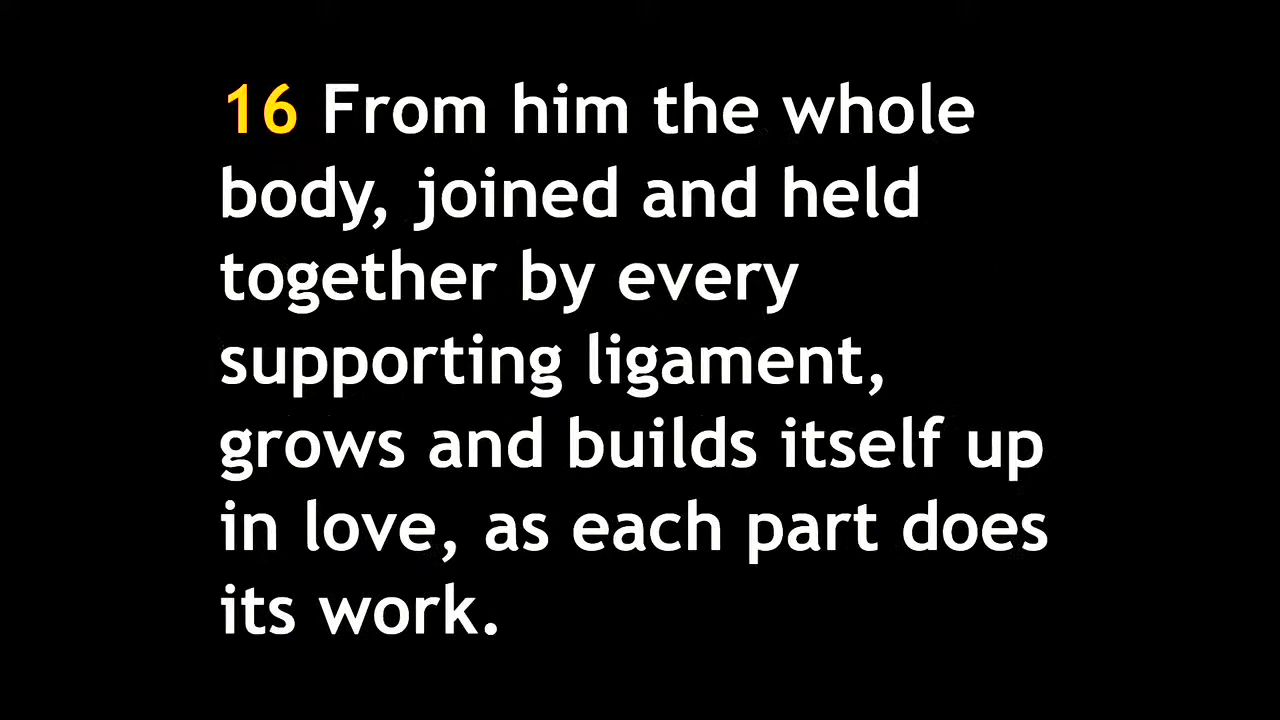 16 From him the whole
body, joined and held
together by every
supporting ligament,
grows and builds itself up
in love, as each part does
its work.